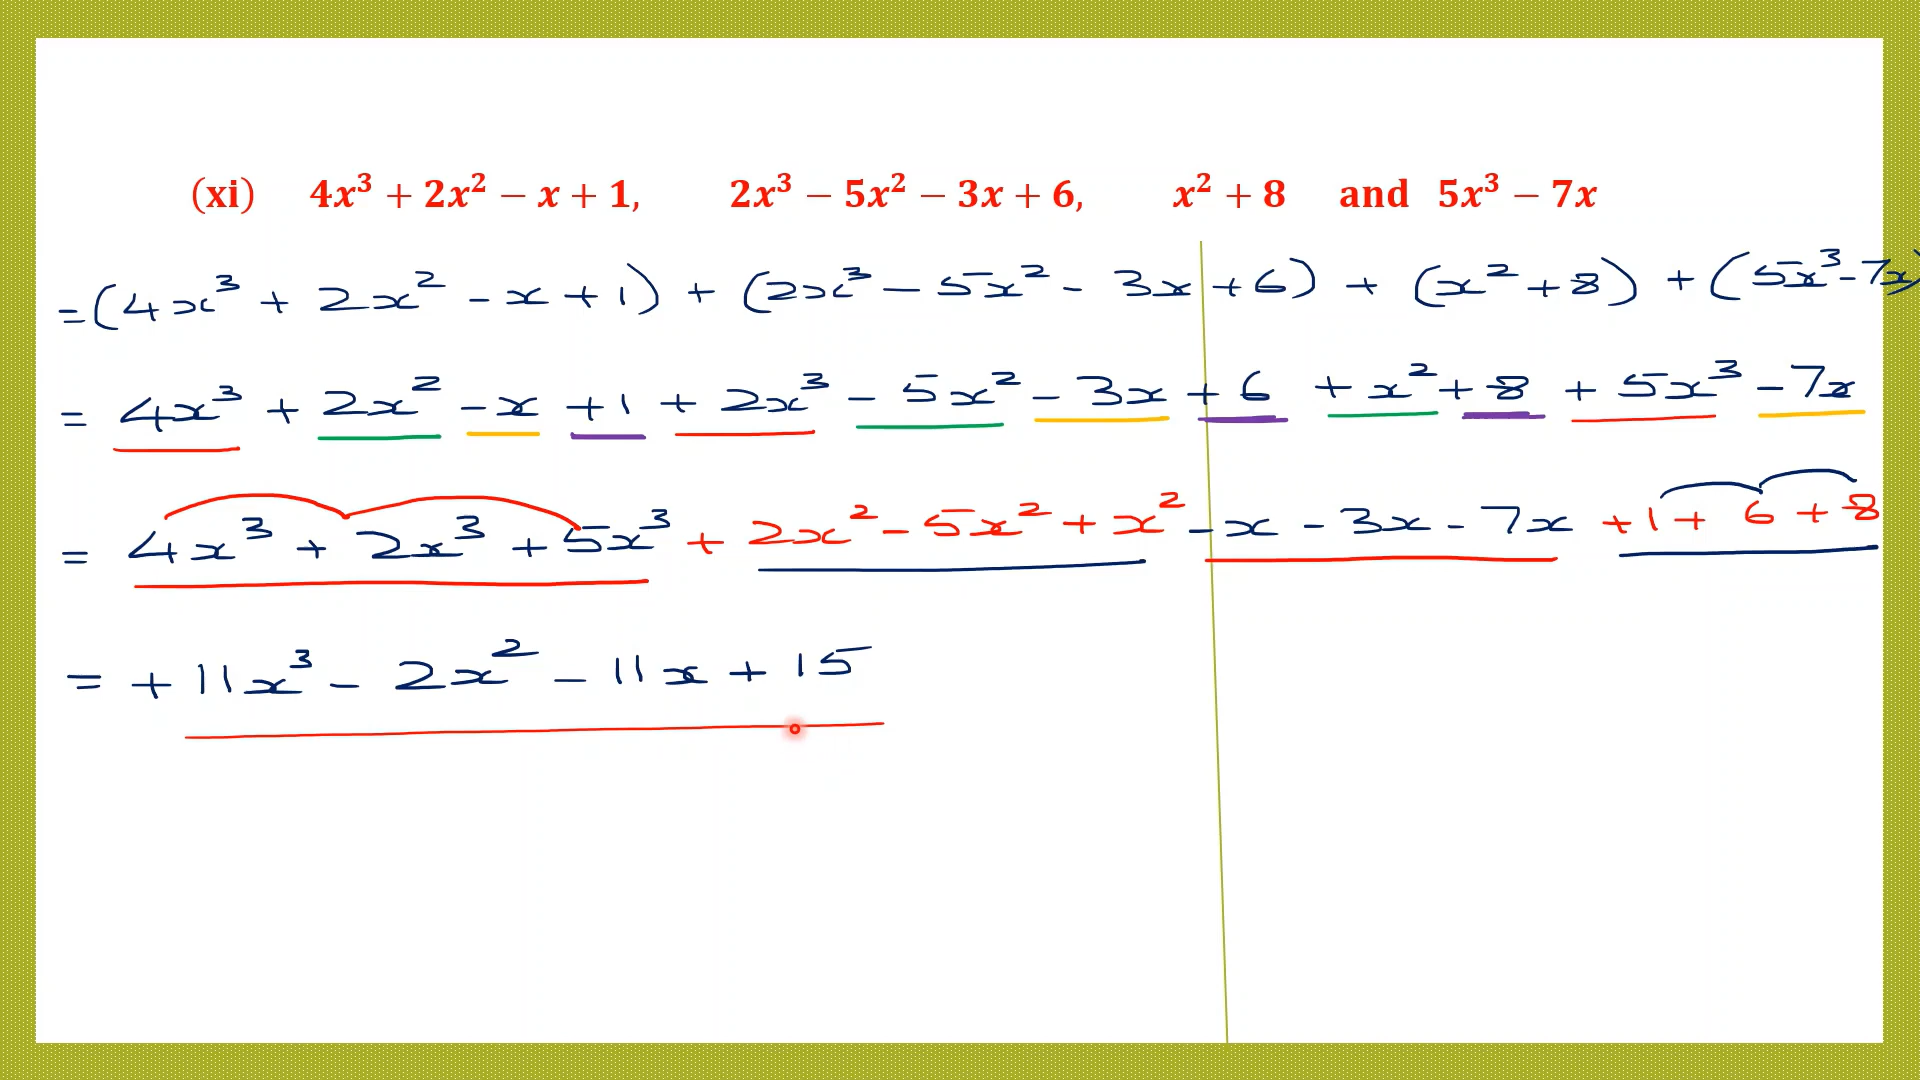 (xi) 4x³ + 2x² − x + 1, 2x³ − 5x² − 3x + 6, x² + 8 and 5x³ − 7x
= (4x³ + 2x² − x + 1) + (2x³ − 5x² − 3x + 6) + (x² + 8) + (5x³ − 7x)
= 4x³ + 2x² − x + 1 + 2x³ − 5x² − 3x + 6 + x² + 8 + 5x³ − 7x
= 4x³ + 2x³ + 5x³ + 2x² − 5x² + x² − x − 3x − 7x + 1 + 6 + 8
= + 11x³ − 2x² − 11x + 15